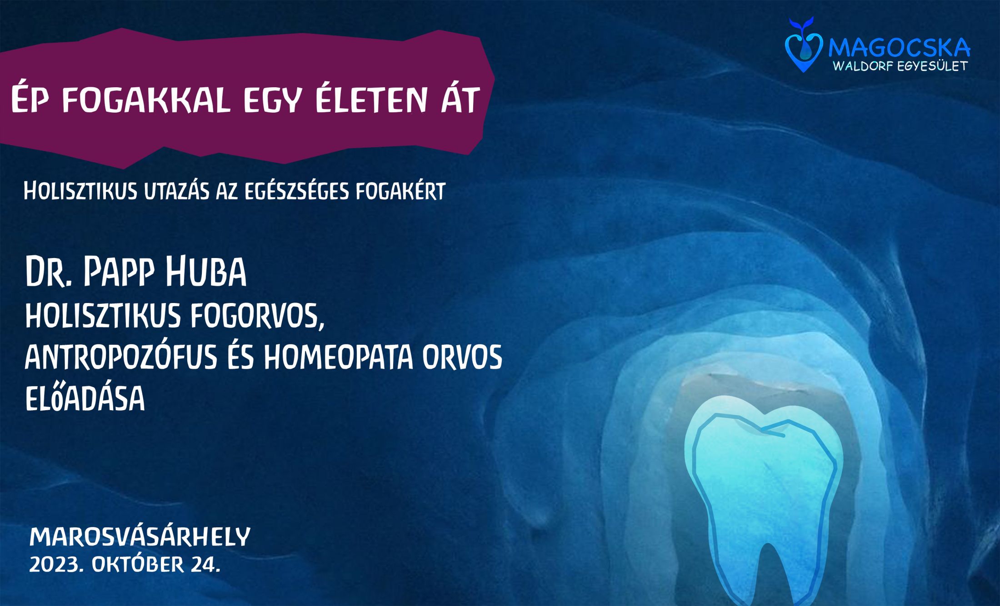 MAGOCSKA
WALDORF EGYESÜLET
ÉP FOGAKKAL EGY ÉLETEN ÁT
HOLISZTIKUS UTAZÁS AZ EGÉSZSÉGES FOGAKÉRT
DR. PAPP HUBA
HOLISZTIKUS FOGORVOS,
ANTROPOZÓFUS ÉS HOMEOPATA ORVOS
ELŐADÁSA
MAROSVÁSÁRHELY
2023. OKTÓBER 24.